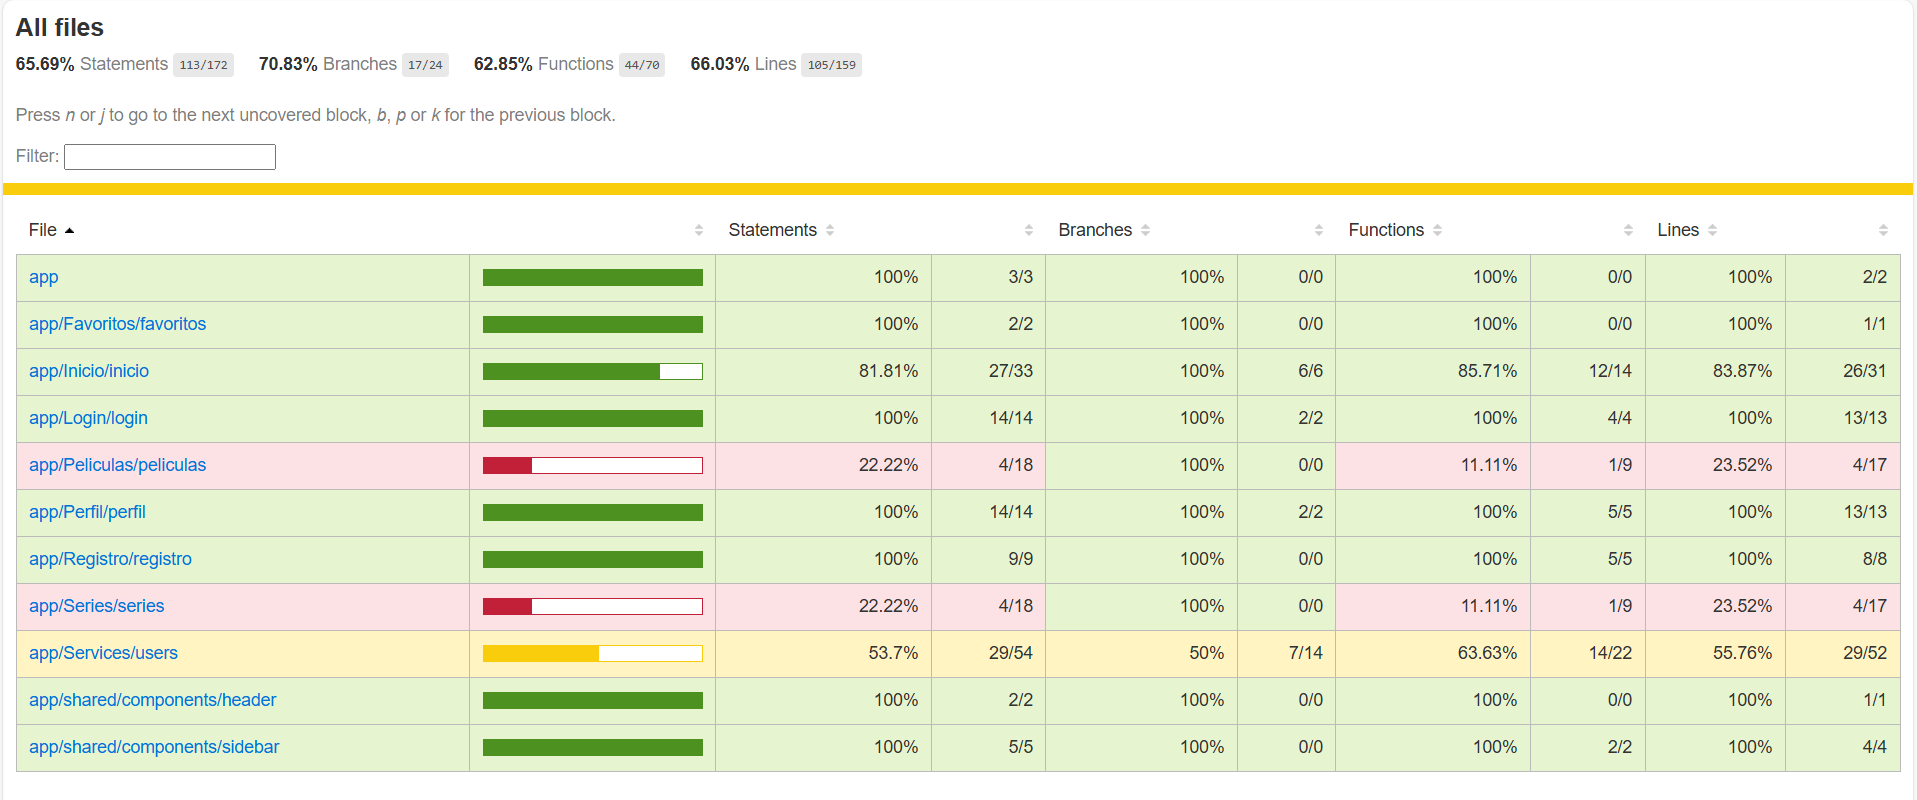 All files
65.69% Statements 113/172 70.83% Branches 17/24 62.85% Functions 44/70 66.03% Lines 105/159
Press n or j to go to the next uncovered block, b, p or k for the previous block.
Filter:
File Statements Branches Functions Lines
app 100% 3/3 100% 0/0 100% 0/0 100% 2/2
app/Favoritos/favoritos 100% 2/2 100% 0/0 100% 0/0 100% 1/1
app/Inicio/inicio 81.81% 27/33 100% 6/6 85.71% 12/14 83.87% 26/31
app/Login/login 100% 14/14 100% 2/2 100% 4/4 100% 13/13
app/Peliculas/peliculas 22.22% 4/18 100% 0/0 11.11% 1/9 23.52% 4/17
app/Perfil/perfil 100% 14/14 100% 2/2 100% 5/5 100% 13/13
app/Registro/registro 100% 9/9 100% 0/0 100% 5/5 100% 8/8
app/Series/series 22.22% 4/18 100% 0/0 11.11% 1/9 23.52% 4/17
app/Services/users 53.7% 29/54 50% 7/14 63.63% 14/22 55.76% 29/52
app/shared/components/header 100% 2/2 100% 0/0 100% 0/0 100% 1/1
app/shared/components/sidebar 100% 5/5 100% 0/0 100% 2/2 100% 4/4